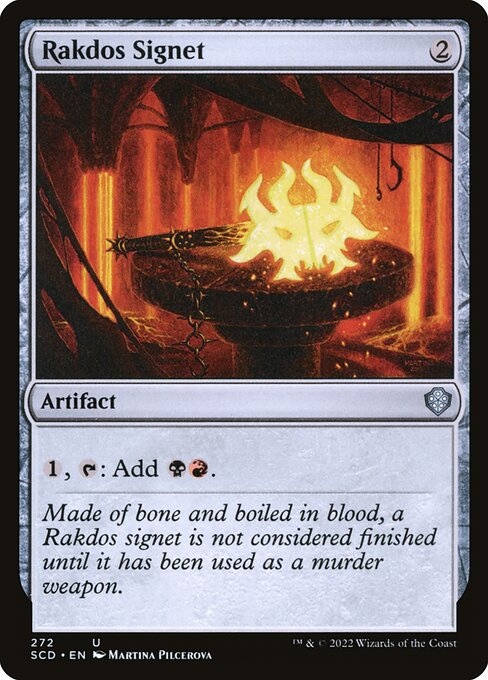 Rakdos Signet 2
Artifact
1, : Add .
Made of bone and boiled in blood, a
Rakdos signet is not considered finished
until it has been used as a murder
weapon.
272 U
SCD • EN Martina Pilcerova
™ & © 2022 Wizards of the Coast